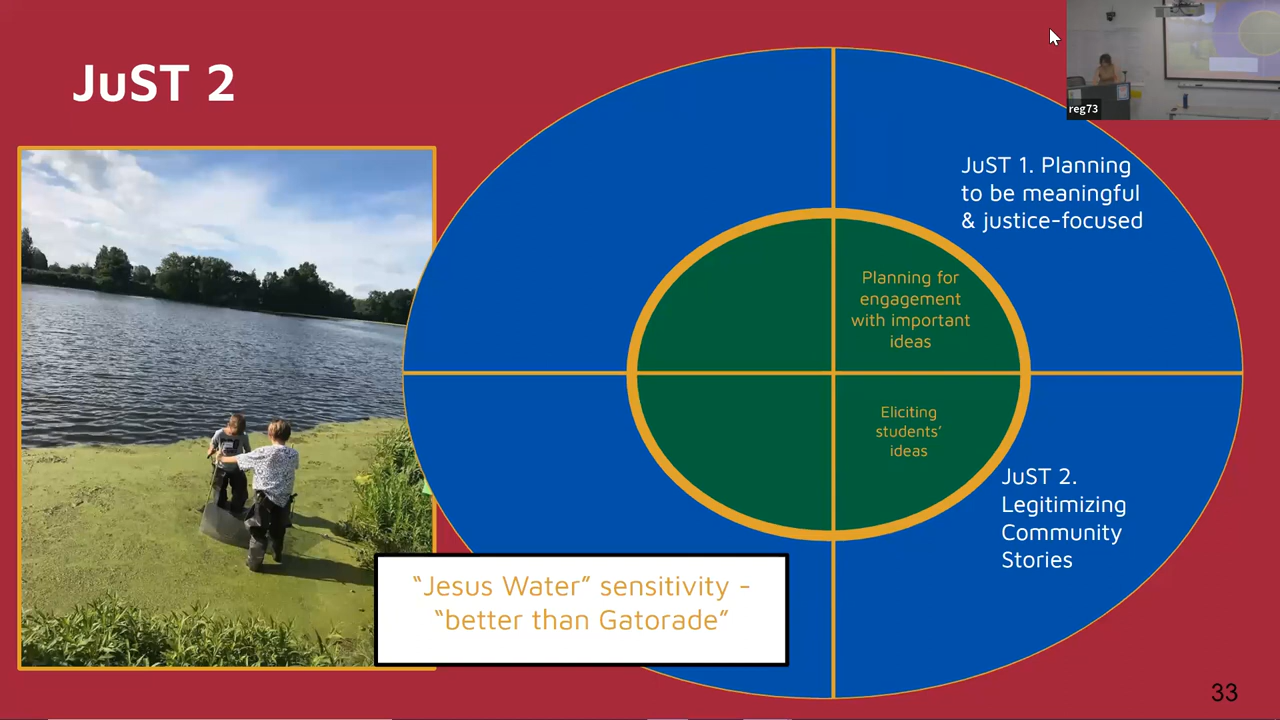 JuST 2
reg73
JuST 1. Planning
to be meaningful
& justice-focused
Planning for
engagement
with important
ideas
Eliciting
students’
ideas
JuST 2.
Legitimizing
Community
Stories
“Jesus Water” sensitivity -
“better than Gatorade”
33